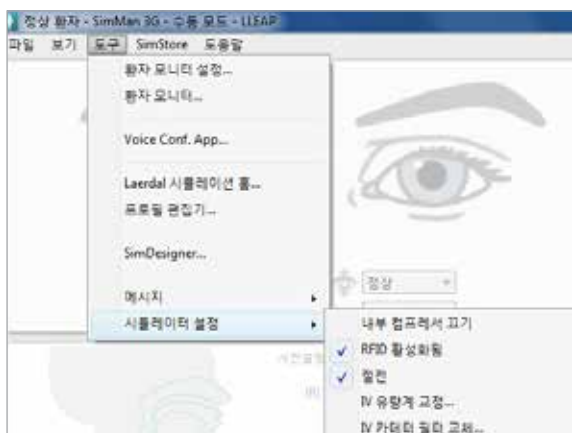 정상 환자 - SimMan 3G - 수동 모드 - LLEAP
파일 보기 도구 SimStore 도움말
환자 모니터 설정...
환자 모니터...
Voice Conf. App...
Laerdal 시뮬레이션 홈...
프로필 편집기...
SimDesigner...
메시지
시뮬레이터 설정
정상
내부 컴프레서 끄기
RFID 활성화됨
절전
IV 유량계 교정...
IV 카테터 필터 교체...